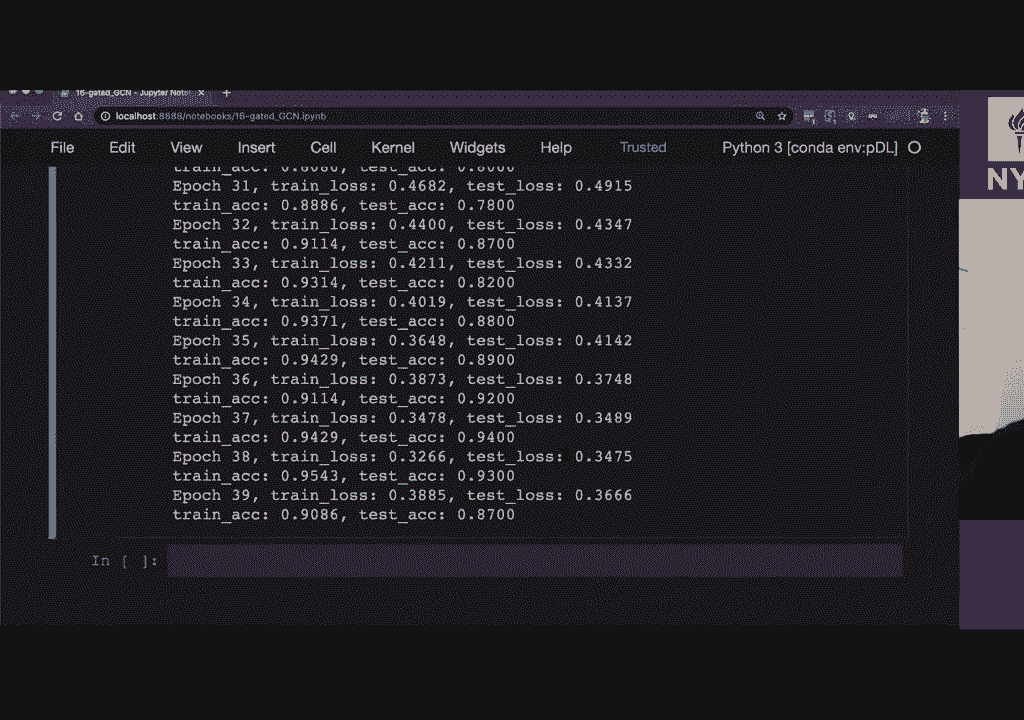 16-gated_GCN - Jupyter Note
localhost:8888/notebooks/16-gated_GCN.ipynb
File Edit View Insert Cell Kernel Widgets Help Trusted Python 3 [conda env:pDL]
train_acc: 0.8686, test_acc: 0.8000
Epoch 31, train_loss: 0.4682, test_loss: 0.4915
train_acc: 0.8886, test_acc: 0.7800
Epoch 32, train_loss: 0.4400, test_loss: 0.4347
train_acc: 0.9114, test_acc: 0.8700
Epoch 33, train_loss: 0.4211, test_loss: 0.4332
train_acc: 0.9314, test_acc: 0.8200
Epoch 34, train_loss: 0.4019, test_loss: 0.4137
train_acc: 0.9371, test_acc: 0.8800
Epoch 35, train_loss: 0.3648, test_loss: 0.4142
train_acc: 0.9429, test_acc: 0.8900
Epoch 36, train_loss: 0.3873, test_loss: 0.3748
train_acc: 0.9114, test_acc: 0.9200
Epoch 37, train_loss: 0.3478, test_loss: 0.3489
train_acc: 0.9429, test_acc: 0.9400
Epoch 38, train_loss: 0.3266, test_loss: 0.3475
train_acc: 0.9543, test_acc: 0.9300
Epoch 39, train_loss: 0.3885, test_loss: 0.3666
train_acc: 0.9086, test_acc: 0.8700
In [ ]:
NY